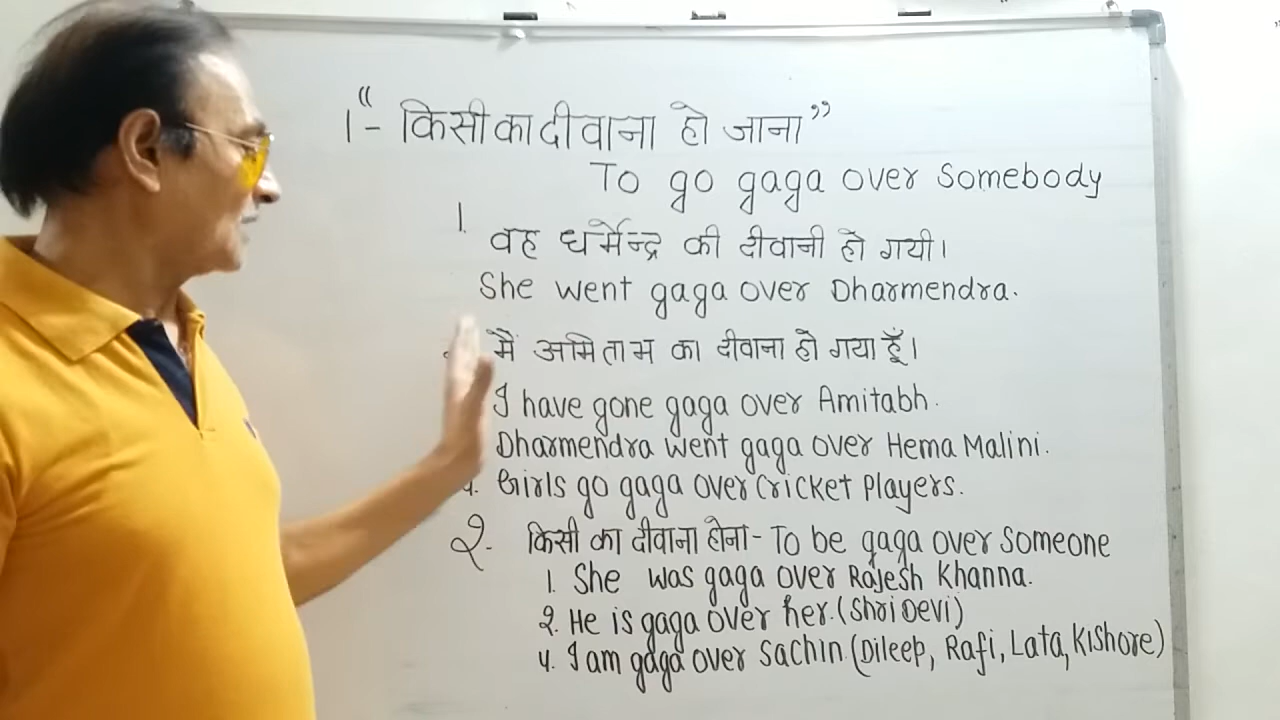 1- "किसी का दीवाना हो जाना"
To go gaga over Somebody
1. वह धर्मेन्द्र की दीवानी हो गयी।
She went gaga over Dharmendra.
मैं अमिताभ का दीवाना हो गया हूँ।
I have gone gaga over Amitabh.
Dharmendra went gaga over Hema Malini.
4. Girls go gaga over Cricket Players.
२. किसी का दीवाना होना - To be gaga over Someone
1. She was gaga over Rajesh Khanna.
२. He is gaga over her. (Shri Devi)
4. I am gaga over Sachin. (Dileep, Rafi, Lata, Kishore)